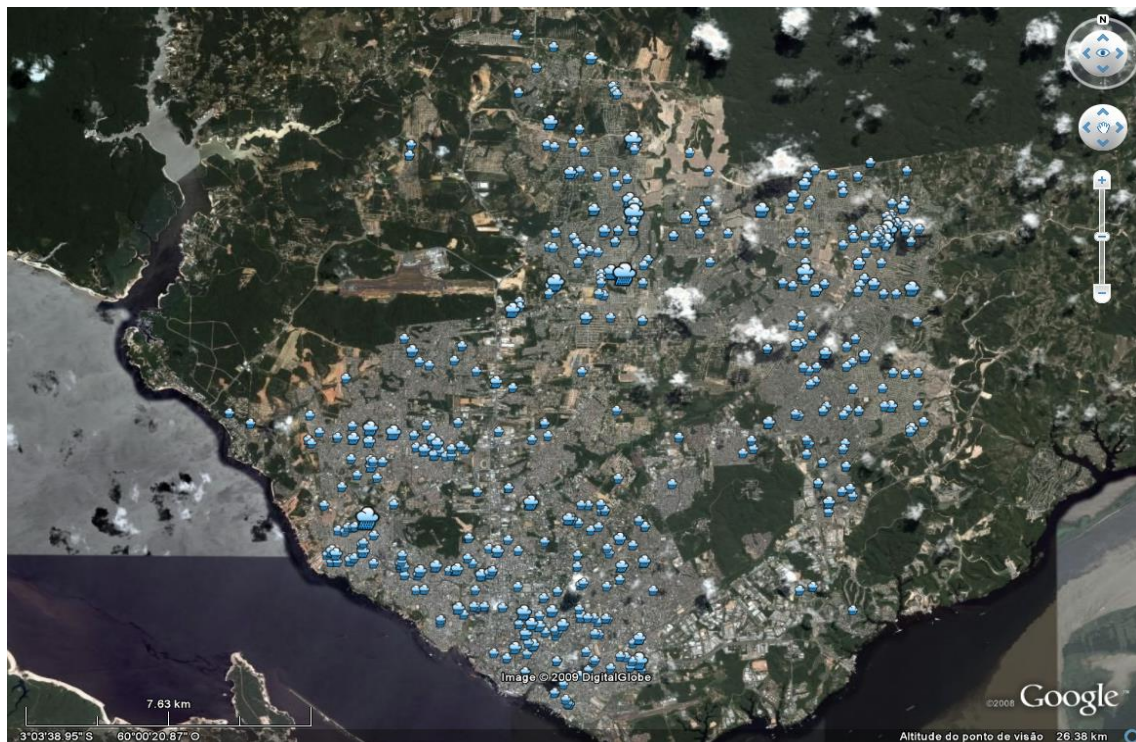 N
Image © 2009 DigitalGlobe
7.63 km
©2008 Google™
3°03'38.95" S 60°00'20.87" O
Altitude do ponto de visão 26.38 km